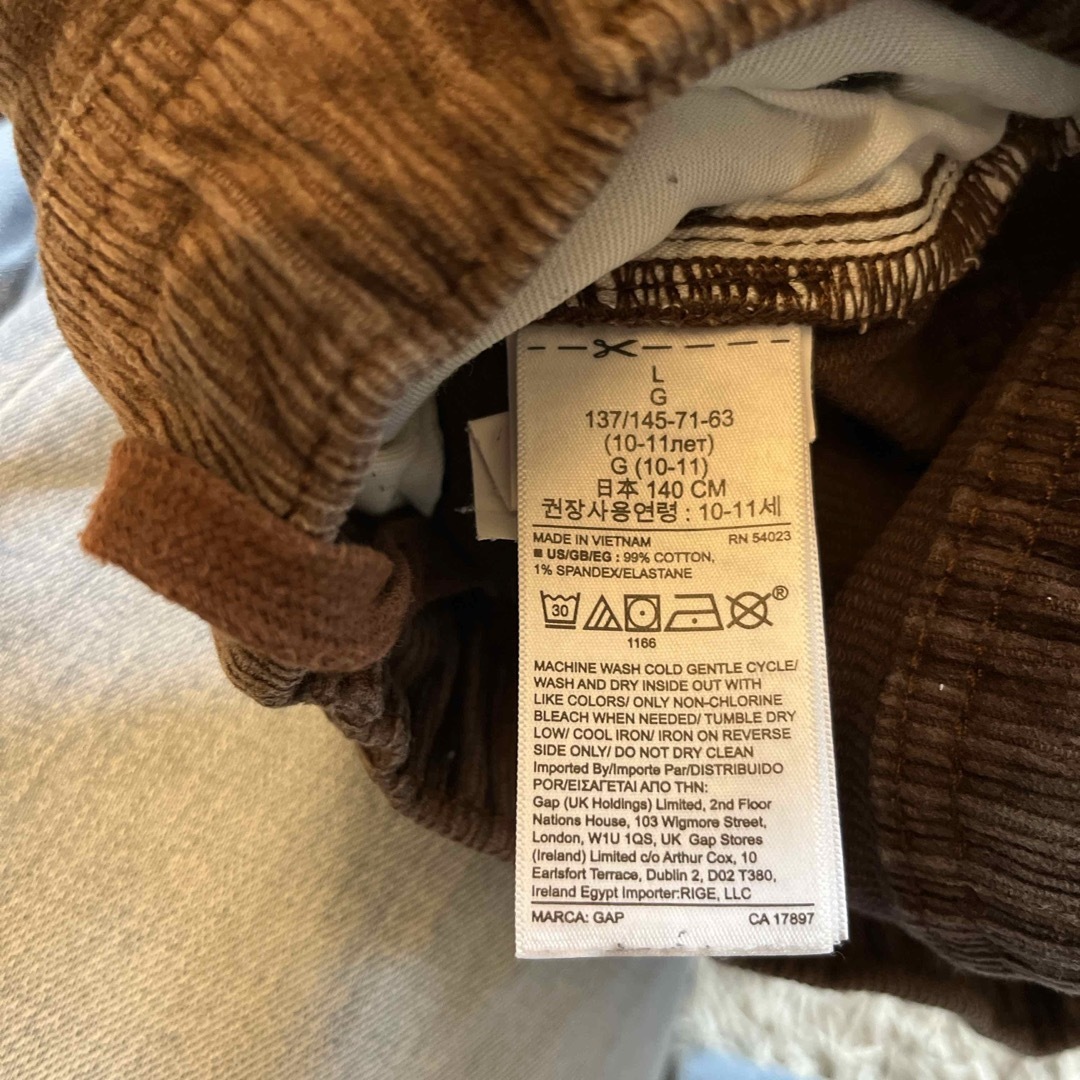 L
G
137/145-71-63
(10-11лет)
G (10-11)
日本 140 CM
권장사용연령 : 10-11세
MADE IN VIETNAM RN 54023
■ US/GB/EG : 99% COTTON,
1% SPANDEX/ELASTANE
30 ®
1166
MACHINE WASH COLD GENTLE CYCLE/
WASH AND DRY INSIDE OUT WITH
LIKE COLORS/ ONLY NON-CHLORINE
BLEACH WHEN NEEDED/ TUMBLE DRY
LOW/ COOL IRON/ IRON ON REVERSE
SIDE ONLY/ DO NOT DRY CLEAN
Imported By/Importe Par/DISTRIBUIDO
POR/ΕΙΣΑΓΕΤΑΙ ΑΠΟ ΤΗΝ:
Gap (UK Holdings) Limited, 2nd Floor
Nations House, 103 Wigmore Street,
London, W1U 1QS, UK Gap Stores
(Ireland) Limited c/o Arthur Cox, 10
Earlsfort Terrace, Dublin 2, D02 T380,
Ireland Egypt Importer:RIGE, LLC
MARCA: GAP CA 17897